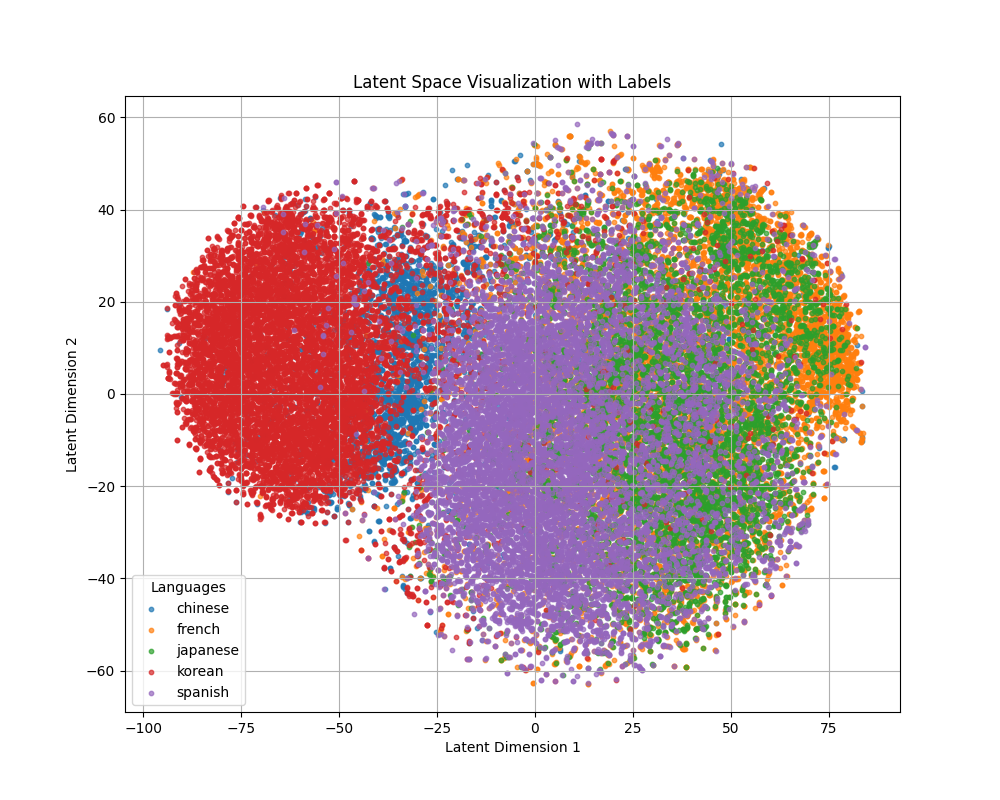 Latent Space Visualization with Labels
60
40
20
0
−20
−40
−60
Latent Dimension 2
Languages
chinese
french
japanese
korean
spanish
−100
−75
−50
−25
0
25
50
75
Latent Dimension 1